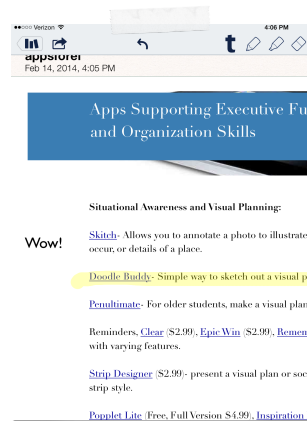 Verizon 4:06 PM
t
appsforef
Feb 14, 2014, 4:05 PM
Apps Supporting Executive Fu
and Organization Skills
Situational Awareness and Visual Planning:
Skitch- Allows you to annotate a photo to illustrate
occur, or details of a place.
Wow!
Doodle Buddy- Simple way to sketch out a visual p
Penultimate- For older students, make a visual plan
Reminders, Clear ($2.99), Epic Win ($2.99), Remem
with varying features.
Strip Designer ($2.99)- present a visual plan or soc
strip style.
Popplet Lite (Free, Full Version $4.99), Inspiration